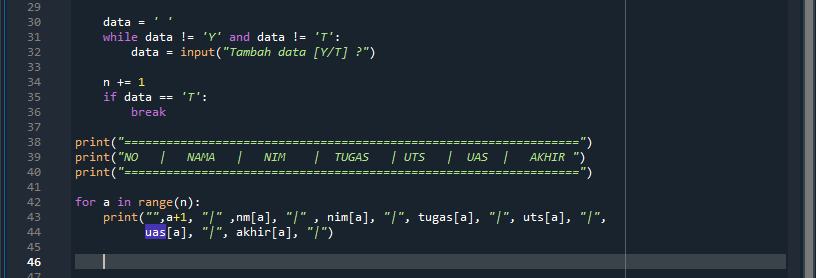 29
30 data = ' '
31 while data != 'Y' and data != 'T':
32 data = input("Tambah data [Y/T] ?")
33
34 n += 1
35 if data == 'T':
36 break
37
38 print("=================================================================")
39 print("NO | NAMA | NIM | TUGAS | UTS | UAS | AKHIR ")
40 print("=================================================================")
41
42 for a in range(n):
43 print("",a+1, "|" ,nm[a], "|" , nim[a], "|", tugas[a], "|", uts[a], "|",
44 uas[a], "|", akhir[a], "|")
45
46
47